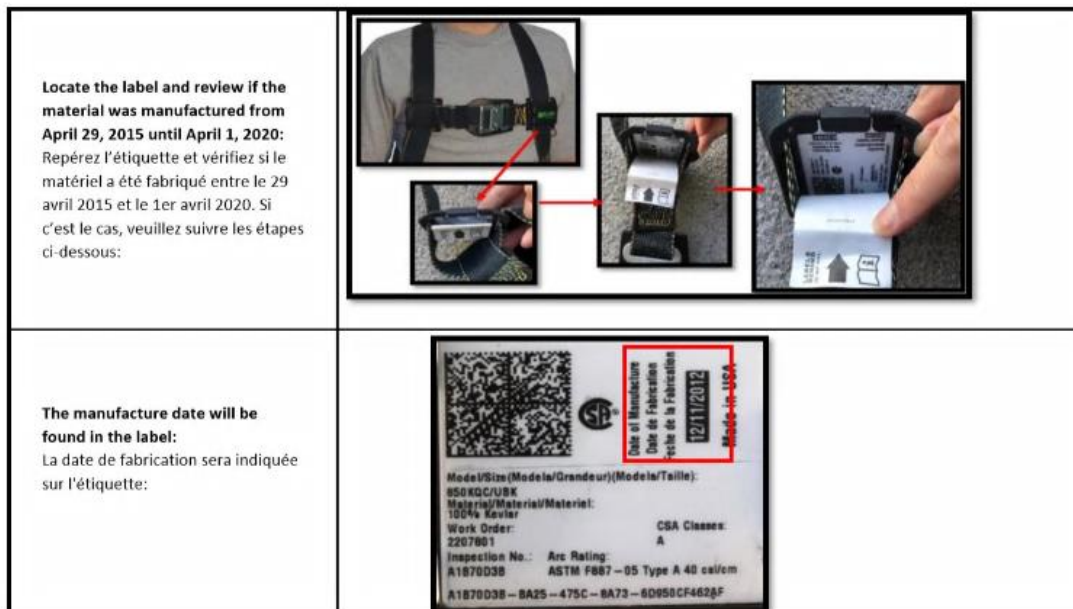 Locate the label and review if the
material was manufactured from
April 29, 2015 until April 1, 2020:
Repérez l'étiquette et vérifiez si le
matériel a été fabriqué entre le 29
avril 2015 et le 1er avril 2020. Si
c'est le cas, veuillez suivre les étapes
ci-dessous:
The manufacture date will be
found in the label:
La date de fabrication sera indiquée
sur l'étiquette:
Date of Manufacture
Date de Fabrication
Feche de la Fabrication
12/11/2012
Made in USA
Model/Size(Modele/Grandeur)(Models/Taille):
850KQC/UBK
Material/Material/Materiel:
100% Kevlar
Work Order: CSA Classes:
2207801 A
Inspection No.: Arc Rating:
A1870D38 ASTM F887-05 Type A 40 cal/cm
A1870D38-8A25-475C-8A73-6D950CF462AF